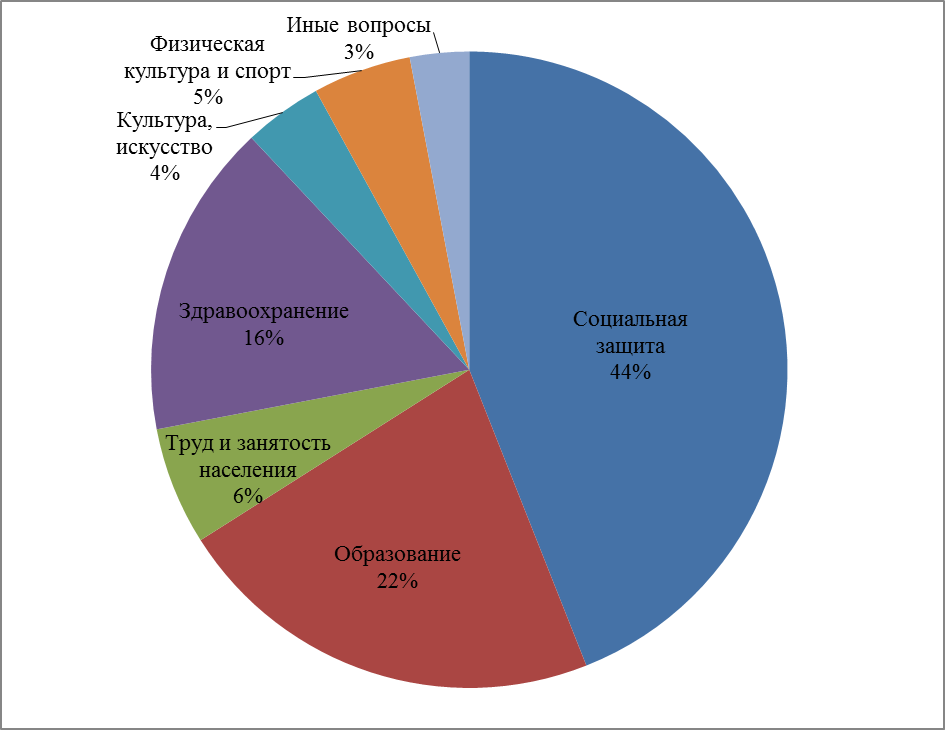 Иные вопросы
3%
Физическая
культура и спорт
5%
Культура,
искусство
4%
Здравоохранение
16%
Социальная
защита
44%
Труд и занятость
населения
6%
Образование
22%